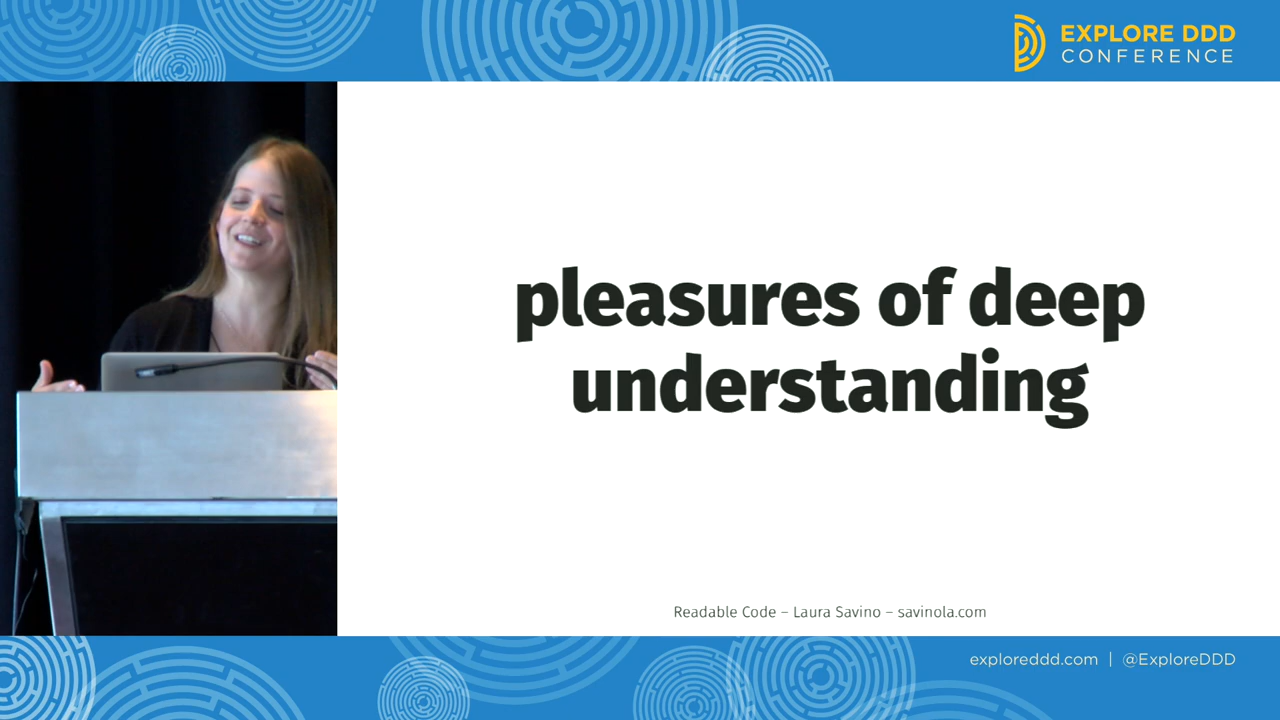 EXPLORE DDD
CONFERENCE
pleasures of deep
understanding
Readable Code – Laura Savino – savinola.com
exploreddd.com | @ExploreDDD